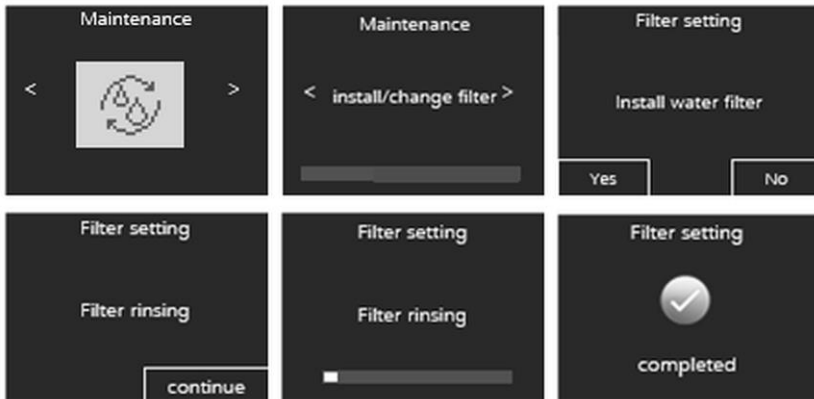 Maintenance
< >
Maintenance
< install/change filter >
Filter setting
Install water filter
Yes No
Filter setting
Filter rinsing
continue
Filter setting
Filter rinsing
Filter setting
completed